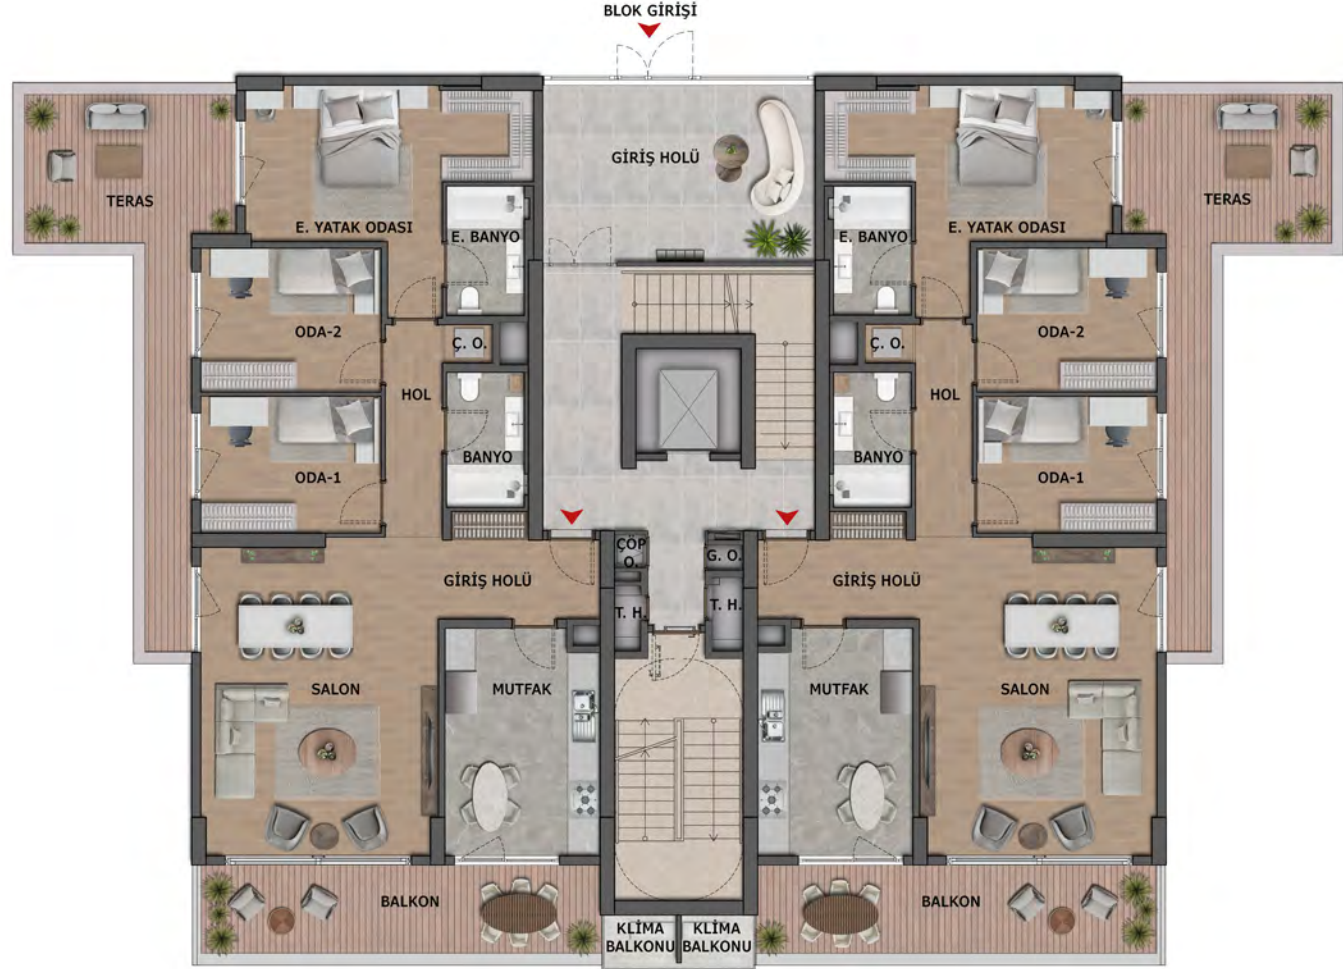 BLOK GİRİŞİ
GİRİŞ HOLÜ
TERAS
TERAS
E. YATAK ODASI
E. BANYO
E. BANYO
E. YATAK ODASI
ODA-2
Ç. O.
Ç. O.
ODA-2
HOL
HOL
BANYO
BANYO
ODA-1
ODA-1
ÇÖP
O.
G. O.
GİRİŞ HOLÜ
GİRİŞ HOLÜ
T. H.
T. H.
SALON
MUTFAK
MUTFAK
SALON
BALKON
BALKON
KLİMA
BALKONU
KLİMA
BALKONU